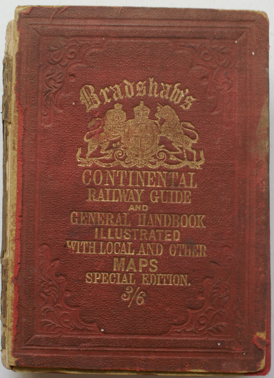 Bradshaw's
CONTINENTAL
RAILWAY GUIDE
AND
GENERAL HANDBOOK
ILLUSTRATED
WITH LOCAL AND OTHER
MAPS
SPECIAL EDITION.
3/6